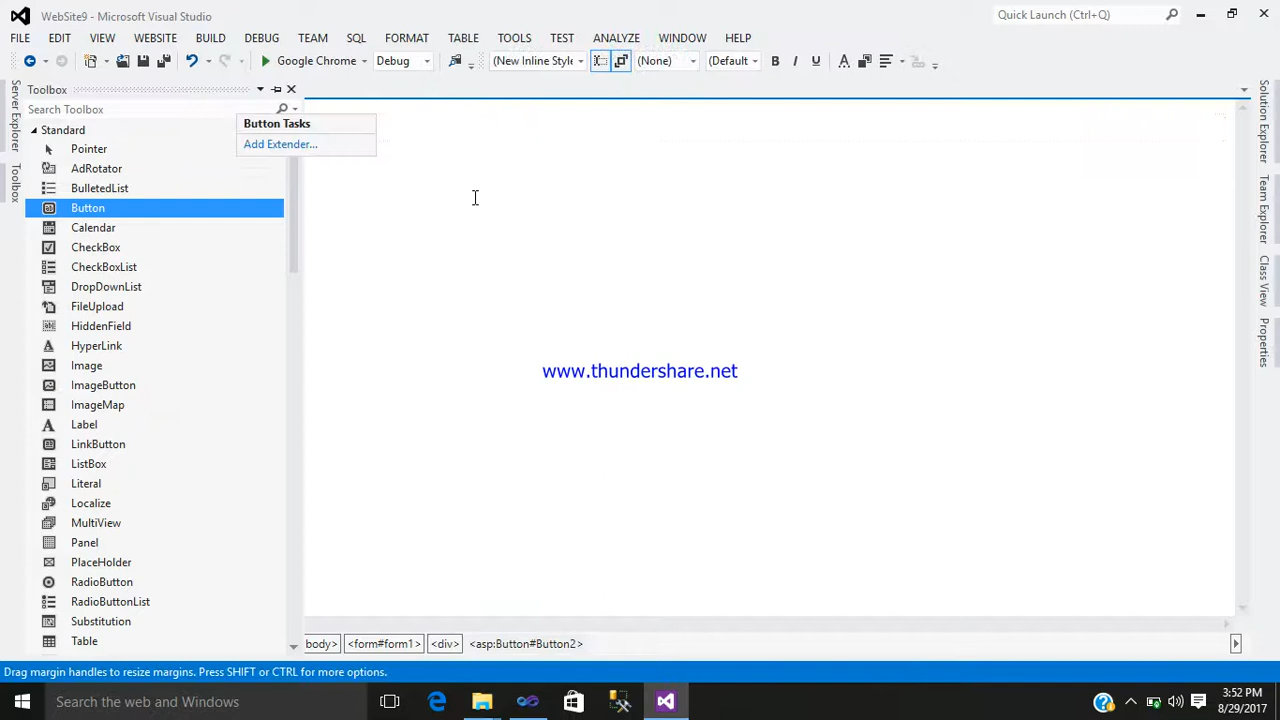 WebSite9 - Microsoft Visual Studio
Quick Launch (Ctrl+Q)
FILE EDIT VIEW WEBSITE BUILD DEBUG TEAM SQL FORMAT TABLE TOOLS TEST ANALYZE WINDOW HELP
Google Chrome Debug (New Inline Style (None) (Default B I U
Toolbox
Search Toolbox
Button Tasks
Add Extender...
Standard
Pointer
AdRotator
BulletedList
Button
Calendar
CheckBox
CheckBoxList
DropDownList
FileUpload
HiddenField
HyperLink
Image
ImageButton
ImageMap
Label
LinkButton
ListBox
Literal
Localize
MultiView
Panel
PlaceHolder
RadioButton
RadioButtonList
Substitution
Table
Server Explorer
Toolbox
www.thundershare.net
Solution Explorer
Team Explorer
Class View
Properties
body> <form#form1> <div> <asp:Button#Button2>
Drag margin handles to resize margins. Press SHIFT or CTRL for more options.
Search the web and Windows
3:52 PM
8/29/2017